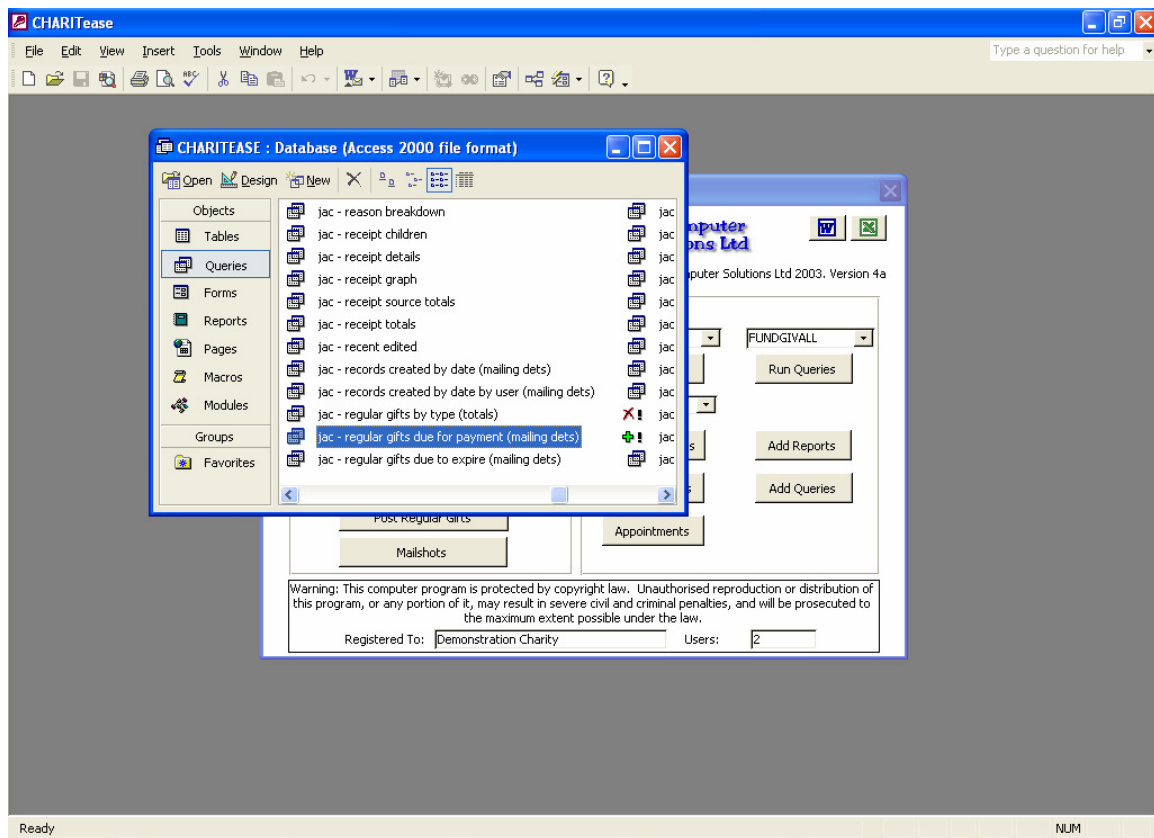 CHARITease
File Edit View Insert Tools Window Help
Type a question for help
CHARITEASE : Database (Access 2000 file format)
Open Design New
Objects
Tables
Queries
Forms
Reports
Pages
Macros
Modules
Groups
Favorites
jac - reason breakdown
jac - receipt children
jac - receipt details
jac - receipt graph
jac - receipt source totals
jac - receipt totals
jac - recent edited
jac - records created by date (mailing dets)
jac - records created by date by user (mailing dets)
jac - regular gifts by type (totals)
jac - regular gifts due for payment (mailing dets)
jac - regular gifts due to expire (mailing dets)
jac
jac
jac
jac
jac
jac
jac
jac
jac
jac
jac
jac
mputer
ons Ltd
puter Solutions Ltd 2003. Version 4a
FUNDGIVALL
Run Queries
s Add Reports
s Add Queries
Post Regular Gifts
Appointments
Mailshots
Warning: This computer program is protected by copyright law. Unauthorised reproduction or distribution of
this program, or any portion of it, may result in severe civil and criminal penalties, and will be prosecuted to
the maximum extent possible under the law.
Registered To: Demonstration Charity Users: 2
Ready NUM